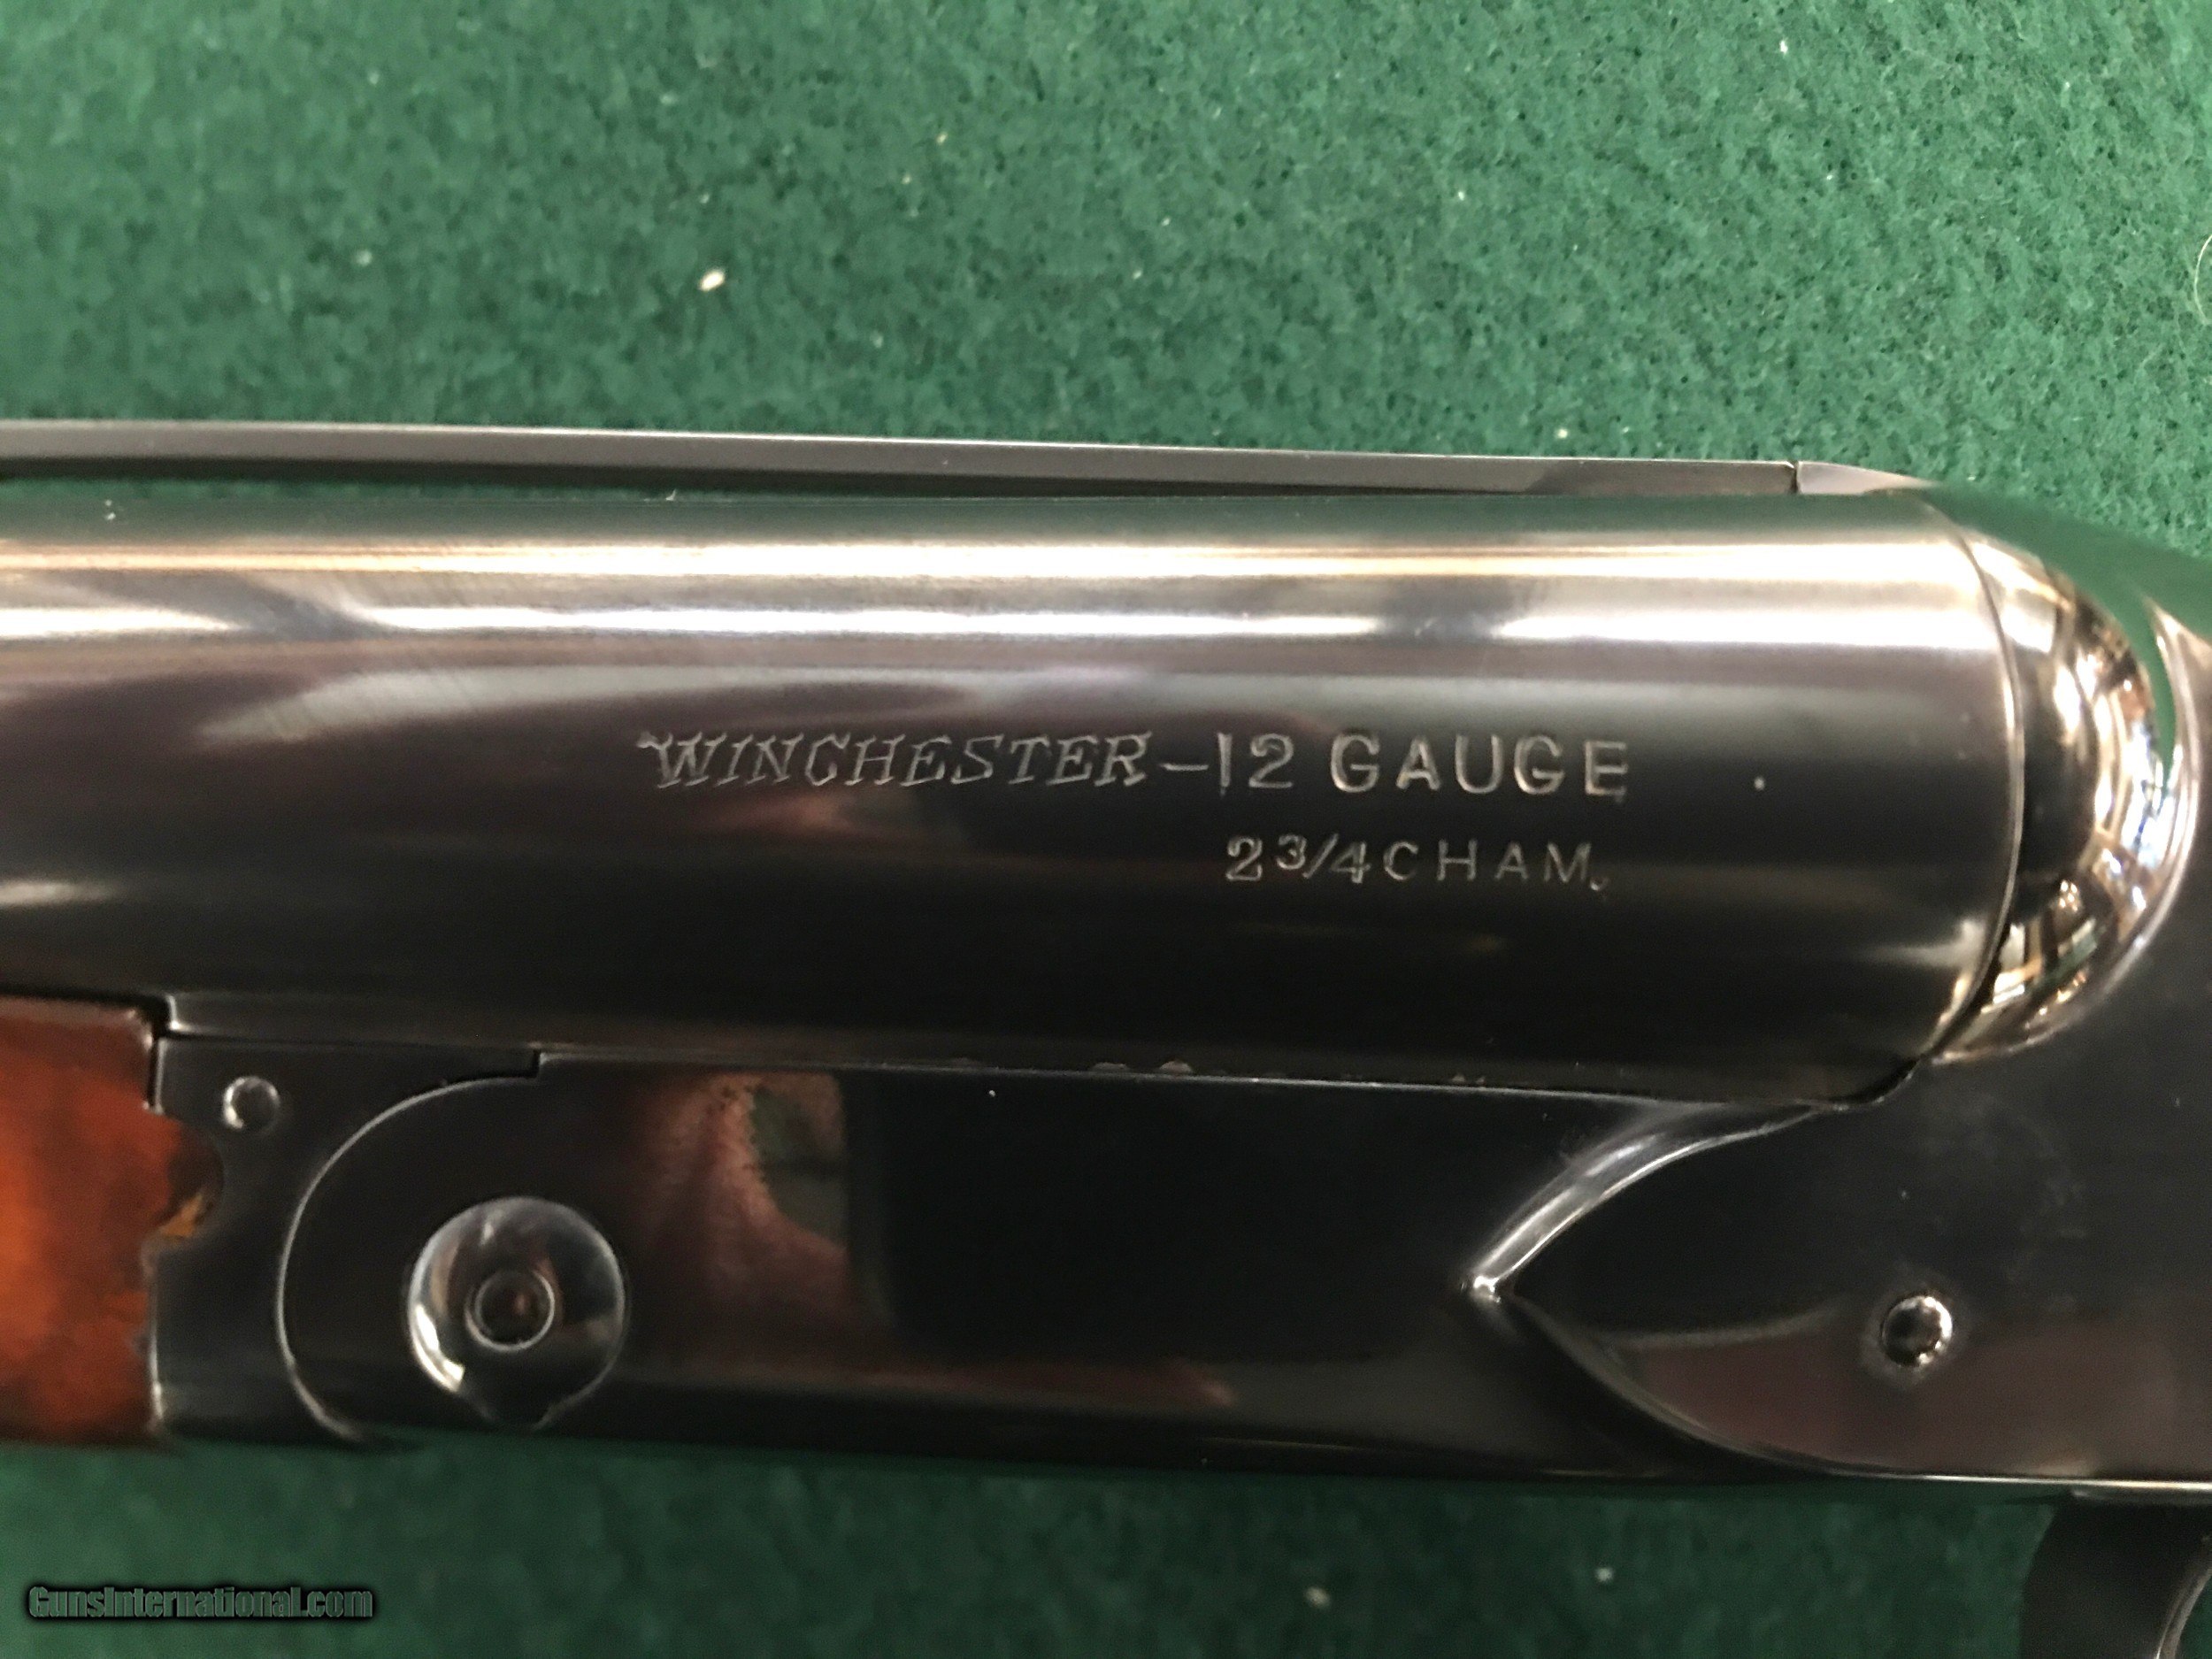 WINCHESTER-12 GAUGE
2 3/4 CHAM.
GunsInternational.com